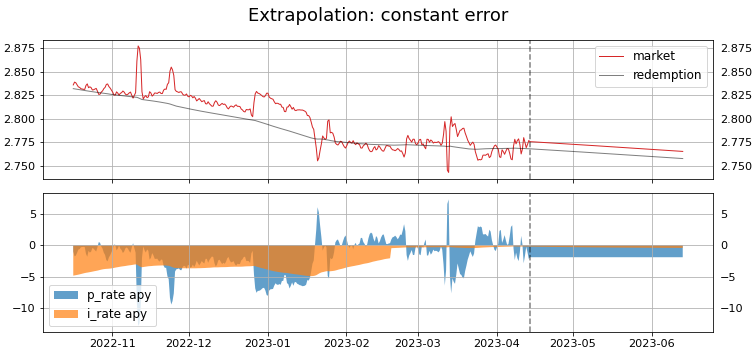 Extrapolation: constant error
2.875 2.875
market
2.850 redemption 2.850
2.825 2.825
2.800 2.800
2.775 2.775
2.750 2.750
5 5
0 0
−5 −5
p_rate apy
−10 i_rate apy −10
2022-11 2022-12 2023-01 2023-02 2023-03 2023-04 2023-05 2023-06